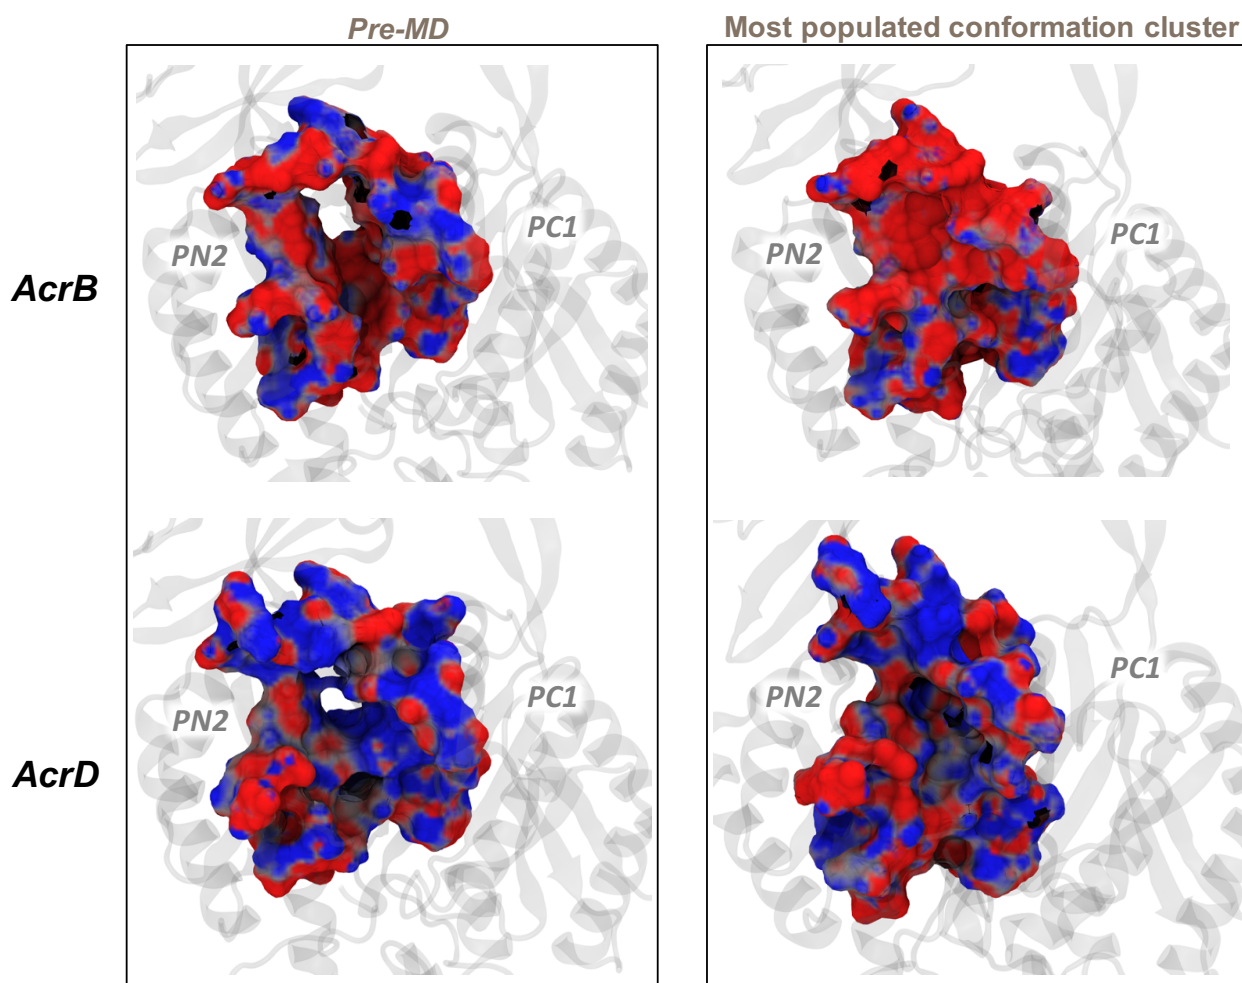 Pre-MD
Most populated conformation cluster
AcrB
PN2
PC1
PN2
PC1
AcrD
PN2
PC1
PN2
PC1